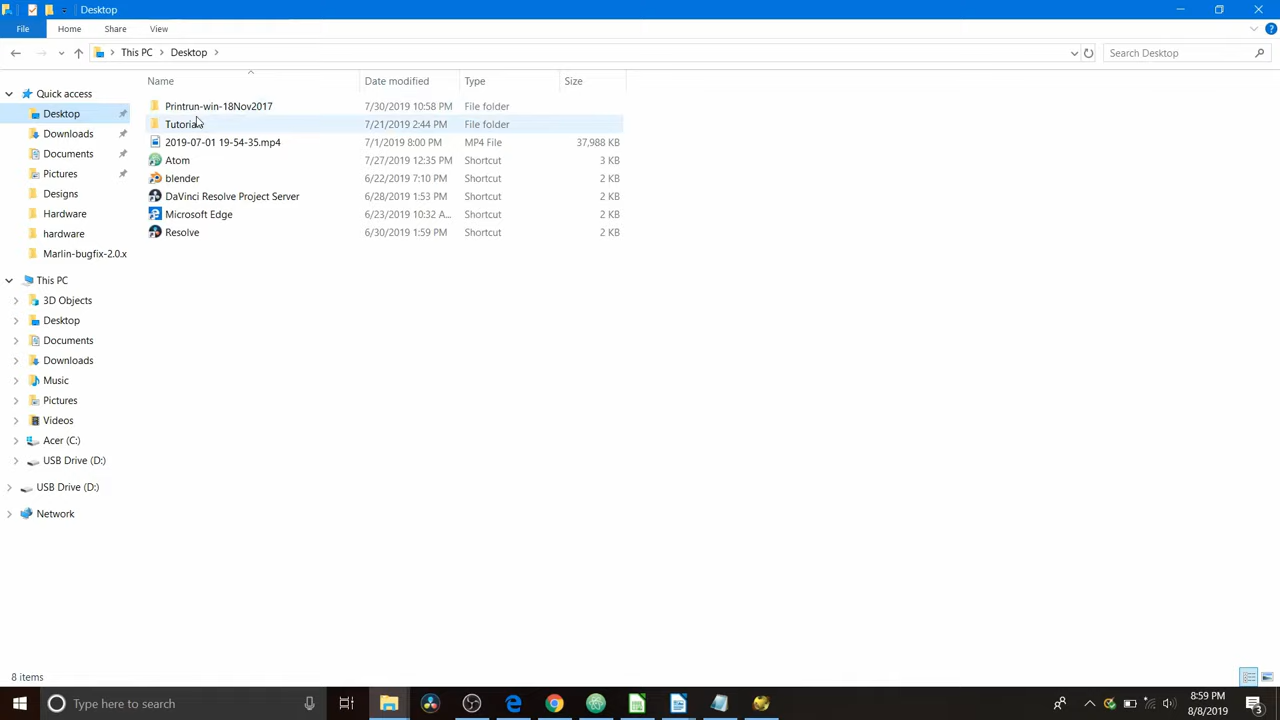 Desktop
File Home Share View
This PC Desktop
Search Desktop
Name Date modified Type Size
Quick access
Desktop
Downloads
Documents
Pictures
Designs
Hardware
hardware
Marlin-bugfix-2.0.x
This PC
3D Objects
Desktop
Documents
Downloads
Music
Pictures
Videos
Acer (C:)
USB Drive (D:)
USB Drive (D:)
Network
Printrun-win-18Nov2017 7/30/2019 10:58 PM File folder
Tutorial 7/21/2019 2:44 PM File folder
2019-07-01 19-54-35.mp4 7/1/2019 8:00 PM MP4 File 37,988 KB
Atom 7/27/2019 12:35 PM Shortcut 3 KB
blender 6/22/2019 7:10 PM Shortcut 2 KB
DaVinci Resolve Project Server 6/28/2019 1:53 PM Shortcut 2 KB
Microsoft Edge 6/23/2019 10:32 A... Shortcut 2 KB
Resolve 6/30/2019 1:59 PM Shortcut 2 KB
8 items
Type here to search
8:59 PM
8/8/2019
3